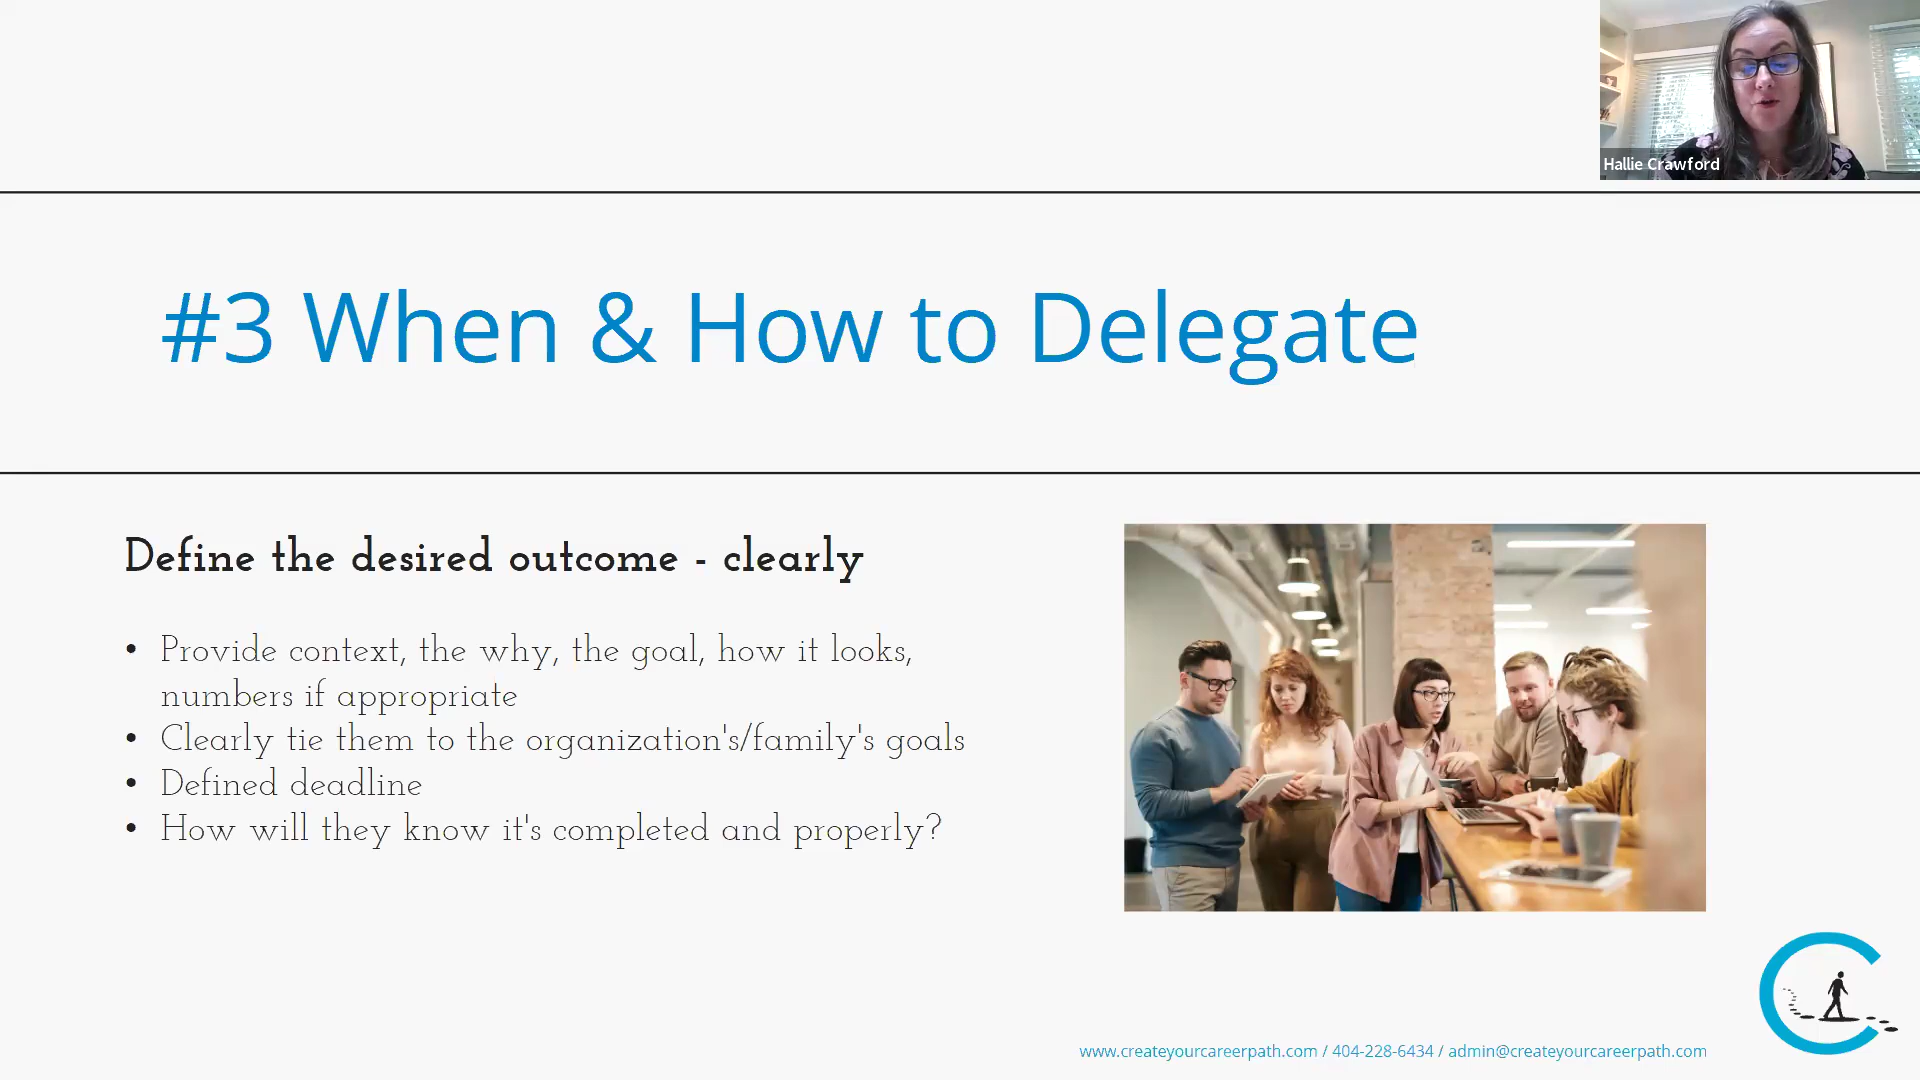 Hallie Crawford
#3 When & How to Delegate
Define the desired outcome - clearly
• Provide context, the why, the goal, how it looks,
numbers if appropriate
• Clearly tie them to the organization's/family's goals
• Defined deadline
• How will they know it's completed and properly?
www.createyourcareerpath.com / 404-228-6434 / admin@createyourcareerpath.com